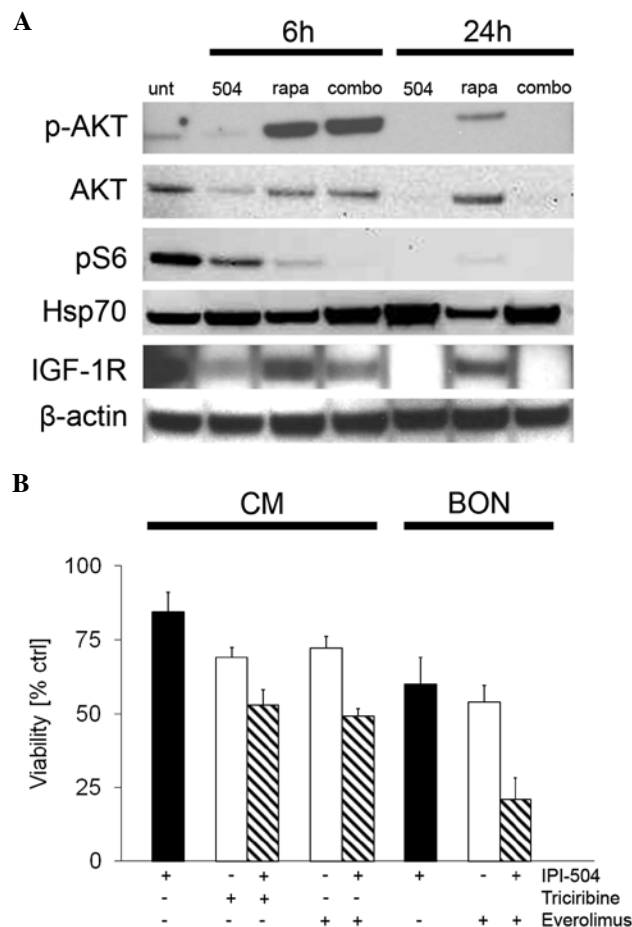 A
6h 24h
unt 504 rapa combo 504 rapa combo
p-AKT
AKT
pS6
Hsp70
IGF-1R
β-actin
B
CM BON
100
75
50
25
0
Viability [% ctrl]
+ - + - + + - + IPI-504
- + + - - - - - Triciribine
- - - + + - + + Everolimus